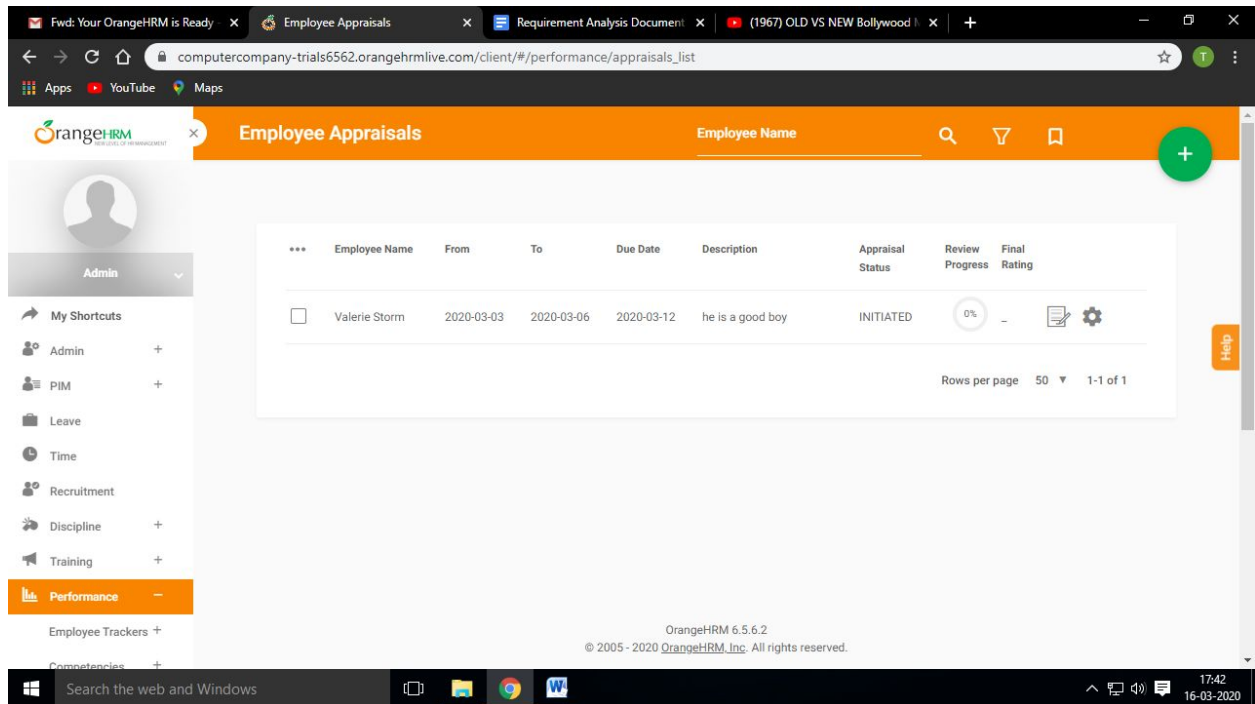 Fwd: Your OrangeHRM is Ready - Employee Appraisals Requirement Analysis Document (1967) OLD VS NEW Bollywood
computercompany-trials6562.orangehrmlive.com/client/#/performance/appraisals_list T
Apps YouTube Maps
OrangeHRM Employee Appraisals Employee Name
NEXT LEVEL OF HR MANAGEMENT
Employee Name From To Due Date Description Appraisal Status Review Progress Final Rating
Admin
My Shortcuts Valerie Storm 2020-03-03 2020-03-06 2020-03-12 he is a good boy INITIATED 0% _
Admin +
PIM + Rows per page 50 1-1 of 1
Help
Leave
Time
Recruitment
Discipline +
Training +
Performance −
Employee Trackers + OrangeHRM 6.5.6.2
© 2005 - 2020 OrangeHRM, Inc. All rights reserved.
Competencies +
Search the web and Windows 17:42
16-03-2020